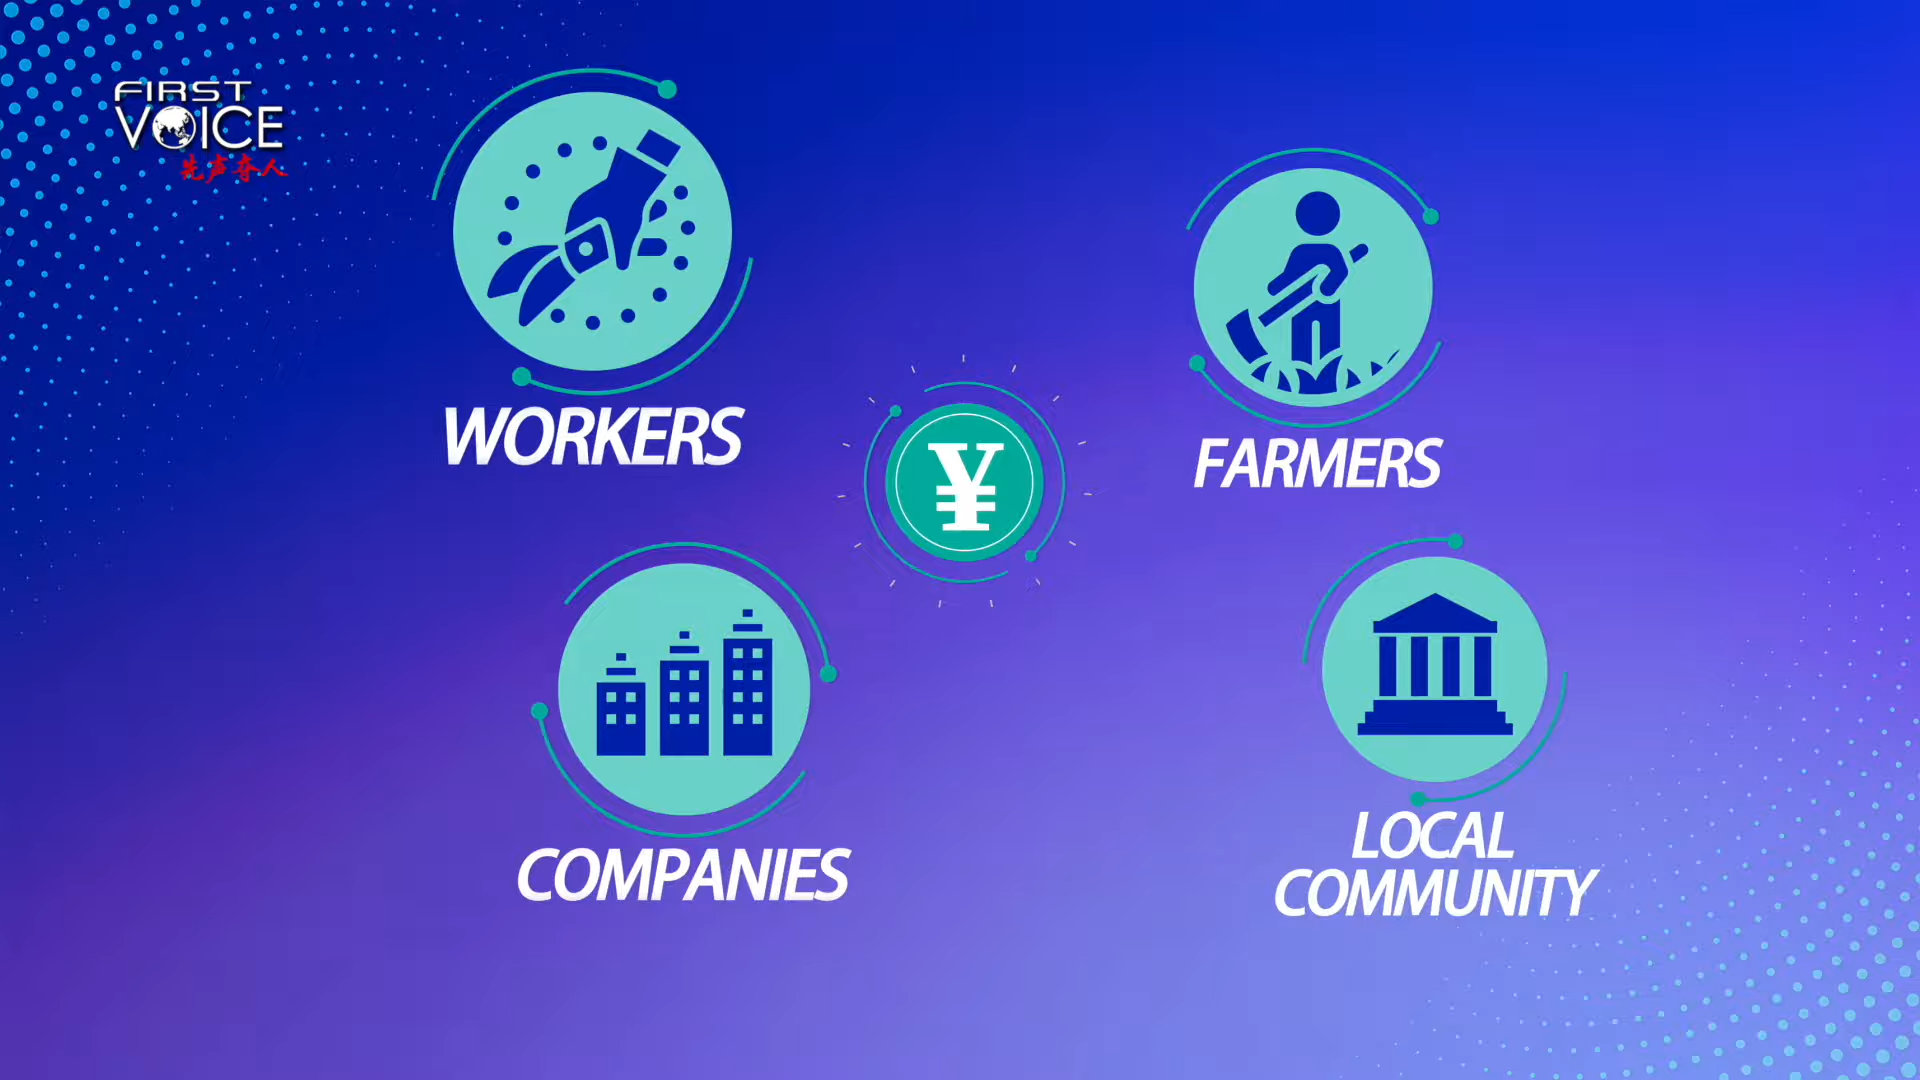 FIRST
VOICE
先声夺人
WORKERS
FARMERS
¥
COMPANIES
LOCAL
COMMUNITY